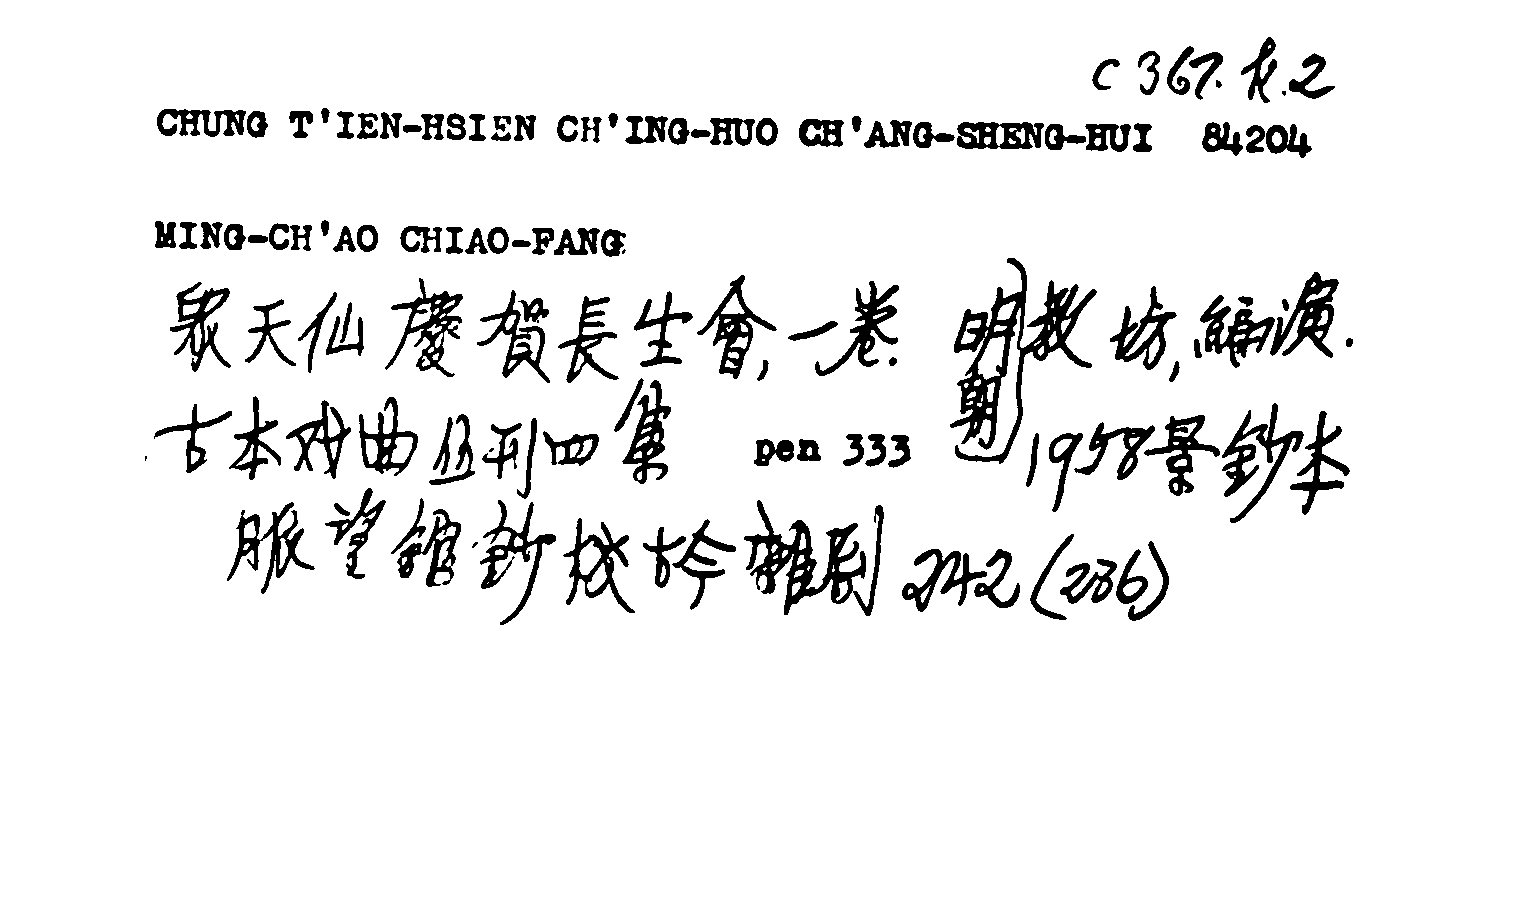 C 367. k.2
CHUNG T'IEN-HSIEN CH'ING-HUO CH'ANG-SHENG-HUI 84204
MING-CH'AO CHIAO-FANG
眾天仙慶賀長生會,一卷. 明朝教坊,編演.
古本戏曲丛刊四集 pen 333 1958景鈔本
脈望館鈔校古今雜剧 242(236)